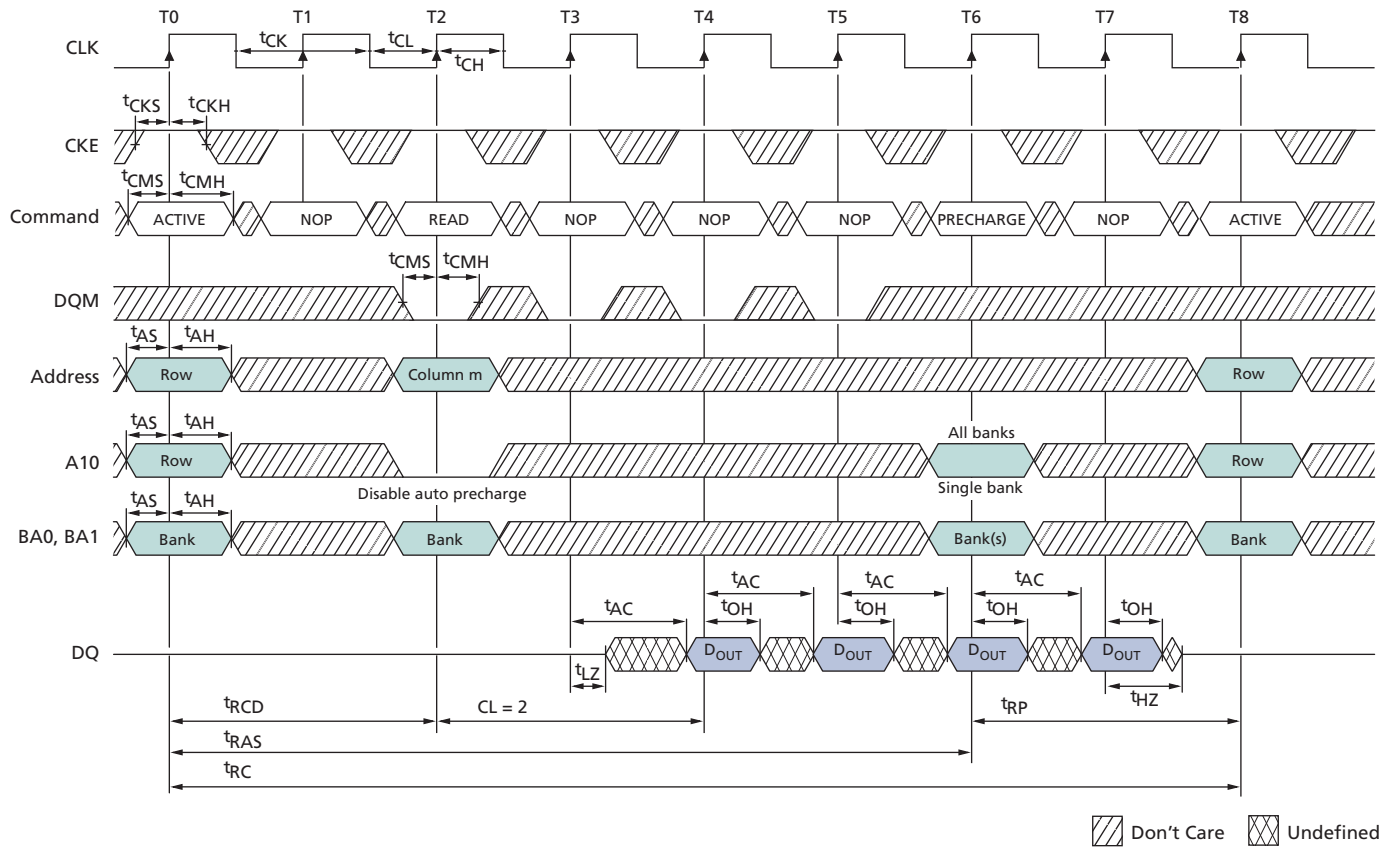 T0 T1 T2 T3 T4 T5 T6 T7 T8
CLK tCK tCL tCH
tCKS tCKH
CKE
tCMS tCMH
Command ACTIVE NOP READ NOP NOP NOP PRECHARGE NOP ACTIVE
tCMS tCMH
DQM
tAS tAH
Address Row Column m Row
tAS tAH All banks
A10 Row Row
Disable auto precharge Single bank
tAS tAH
BA0, BA1 Bank Bank Bank(s) Bank
tAC tAC tAC
tAC tOH tOH tOH tOH
DQ DOUT DOUT DOUT DOUT
tLZ tHZ
tRCD CL = 2 tRP
tRAS
tRC
Don't Care Undefined